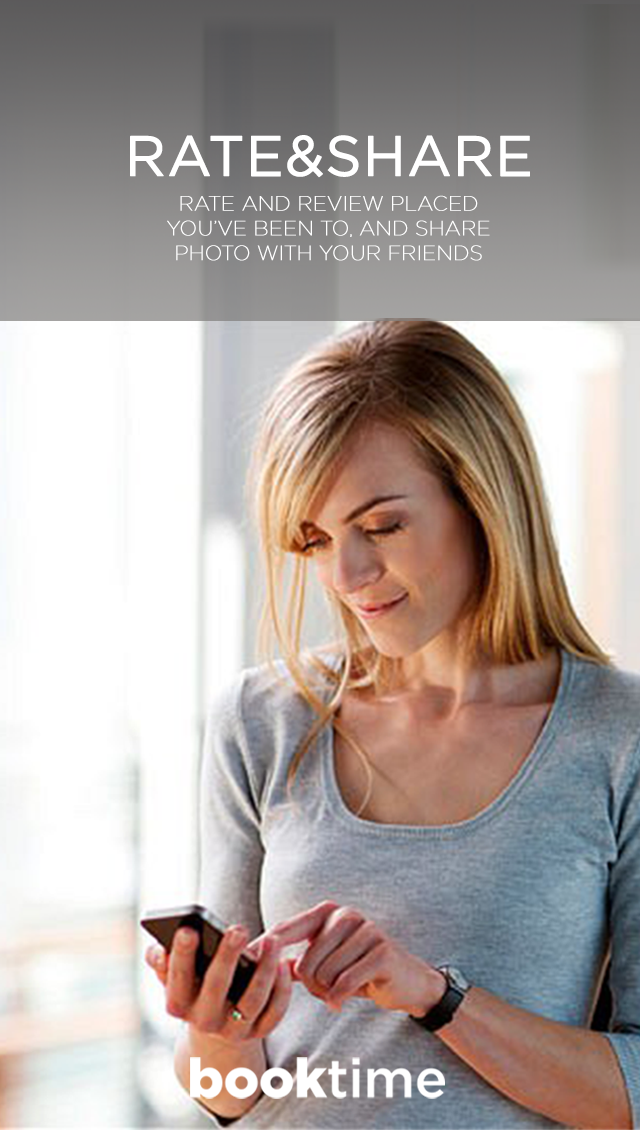 RATE&SHARE
RATE AND REVIEW PLACED
YOU'VE BEEN TO, AND SHARE
PHOTO WITH YOUR FRIENDS
booktime